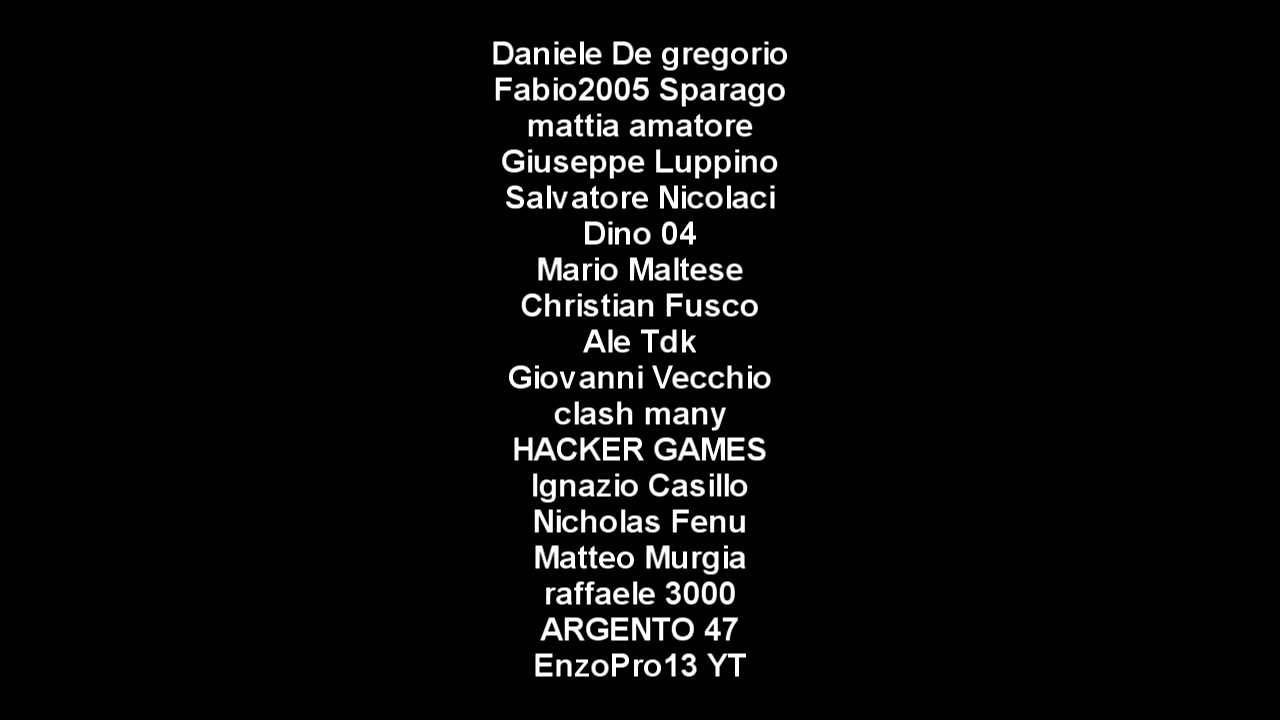 Daniele De gregorio
Fabio2005 Sparago
mattia amatore
Giuseppe Luppino
Salvatore Nicolaci
Dino 04
Mario Maltese
Christian Fusco
Ale Tdk
Giovanni Vecchio
clash many
HACKER GAMES
Ignazio Casillo
Nicholas Fenu
Matteo Murgia
raffaele 3000
ARGENTO 47
EnzoPro13 YT